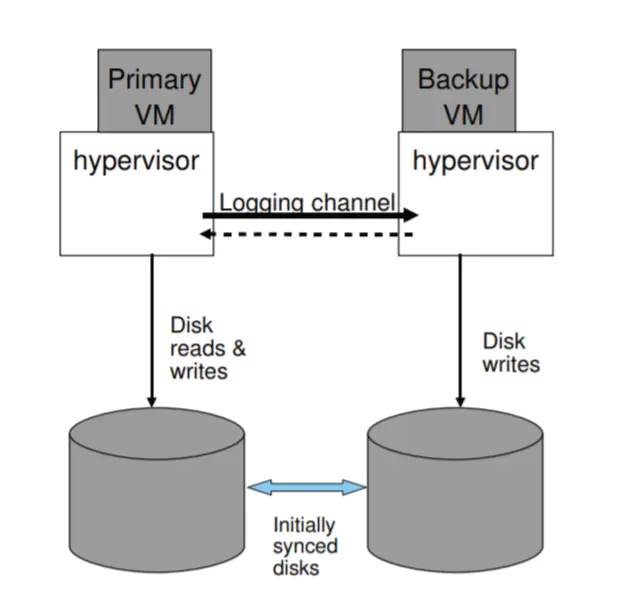 Primary
VM
Backup
VM
hypervisor
hypervisor
Logging channel
Disk
reads &
writes
Disk
writes
Initially
synced
disks